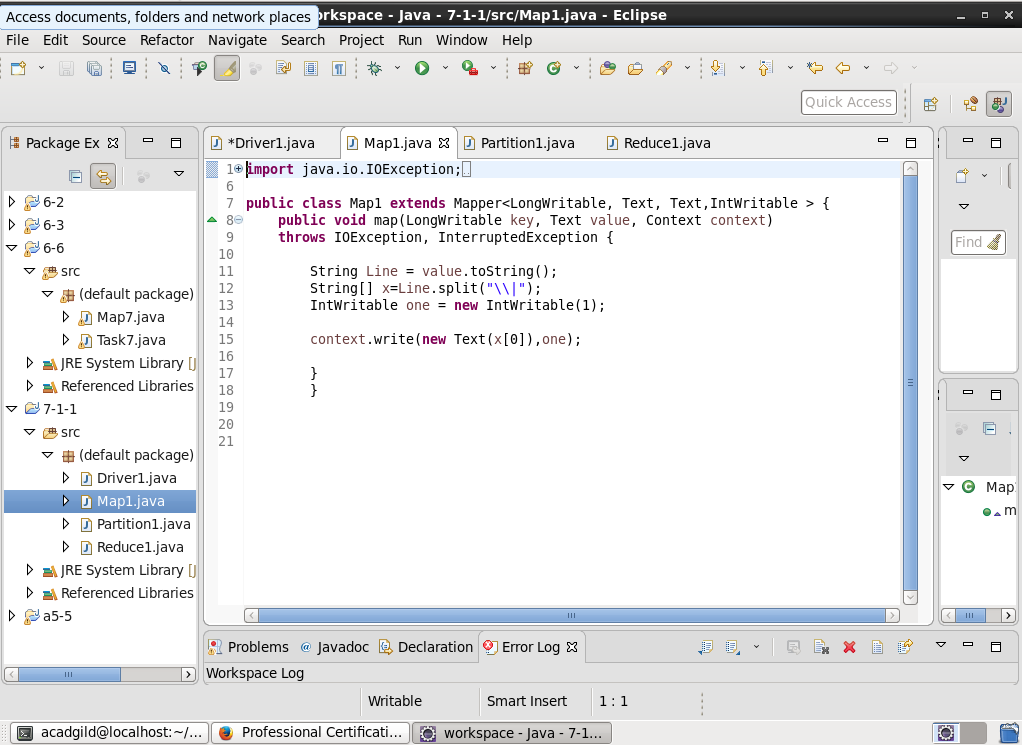 Access documents, folders and network places
rkspace - Java - 7-1-1/src/Map1.java - Eclipse
File Edit Source Refactor Navigate Search Project Run Window Help
Quick Access
Package Ex
*Driver1.java Map1.java Partition1.java Reduce1.java
6-2
6-3
6-6
src
(default package)
Map7.java
Task7.java
JRE System Library [J
Referenced Libraries
7-1-1
src
(default package)
Driver1.java
Map1.java
Partition1.java
Reduce1.java
JRE System Library [J
Referenced Libraries
a5-5
1 import java.io.IOException;
6
7 public class Map1 extends Mapper<LongWritable, Text, Text,IntWritable > {
8 public void map(LongWritable key, Text value, Context context)
9 throws IOException, InterruptedException {
10
11 String Line = value.toString();
12 String[] x=Line.split("\\|");
13 IntWritable one = new IntWritable(1);
14
15 context.write(new Text(x[0]),one);
16
17 }
18 }
19
20
21
Find
Map
m
Problems @ Javadoc Declaration Error Log
Workspace Log
Writable Smart Insert 1 : 1
acadgild@localhost:~/... Professional Certificati... workspace - Java - 7-1...